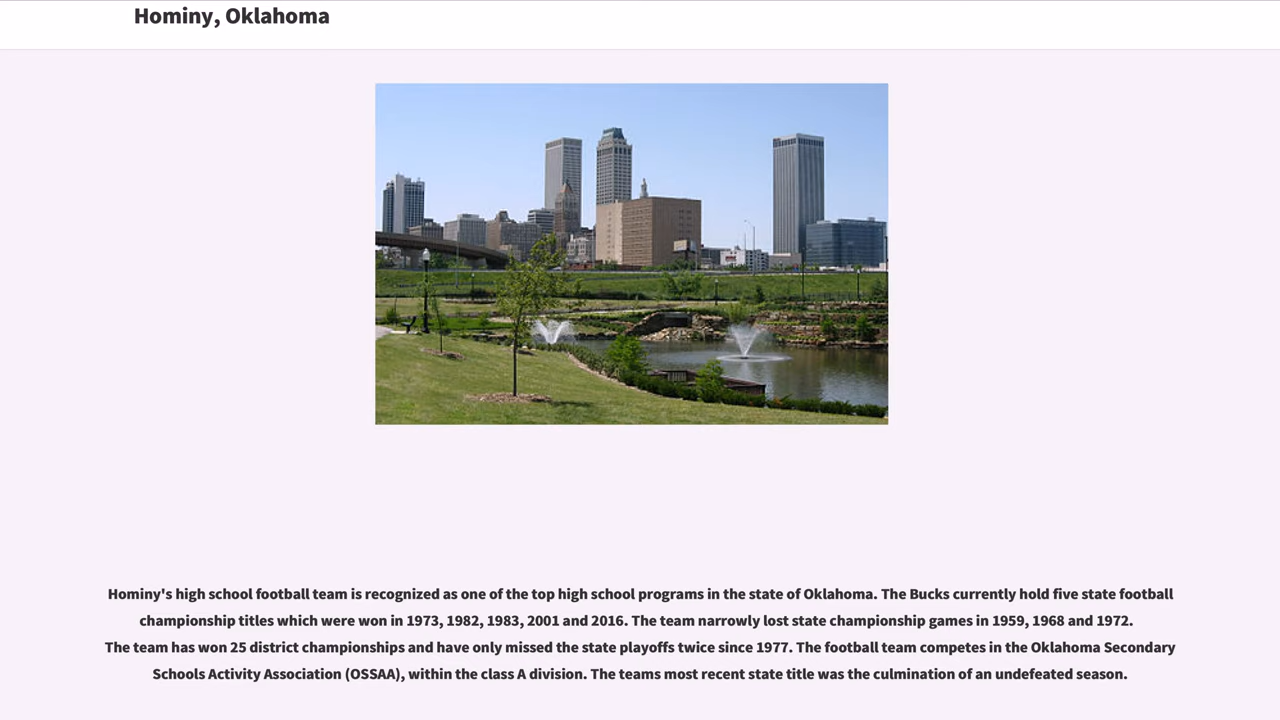 Hominy, Oklahoma
Hominy's high school football team is recognized as one of the top high school programs in the state of Oklahoma. The Bucks currently hold five state football
championship titles which were won in 1973, 1982, 1983, 2001 and 2016. The team narrowly lost state championship games in 1959, 1968 and 1972.
The team has won 25 district championships and have only missed the state playoffs twice since 1977. The football team competes in the Oklahoma Secondary
Schools Activity Association (OSSAA), within the class A division. The teams most recent state title was the culmination of an undefeated season.